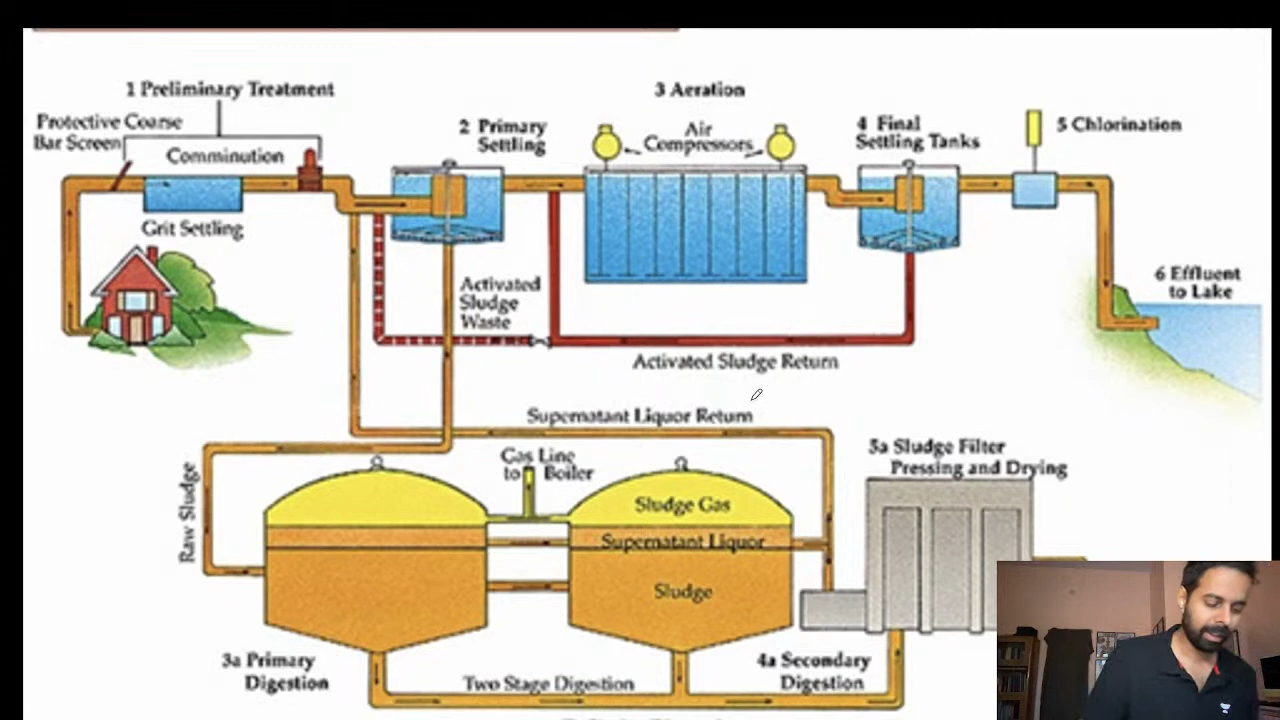 1 Preliminary Treatment
Protective Coarse
Bar Screen
Comminution
Grit Settling
2 Primary
Settling
3 Aeration
Air
Compressors
4 Final
Settling Tanks
5 Chlorination
6 Effluent
to Lake
Activated
Sludge
Waste
Activated Sludge Return
Supernatant Liquor Return
Raw Sludge
Gas Line
to Boiler
Sludge Gas
Supernatant Liquor
Sludge
5a Sludge Filter
Pressing and Drying
3a Primary
Digestion
Two Stage Digestion
4a Secondary
Digestion